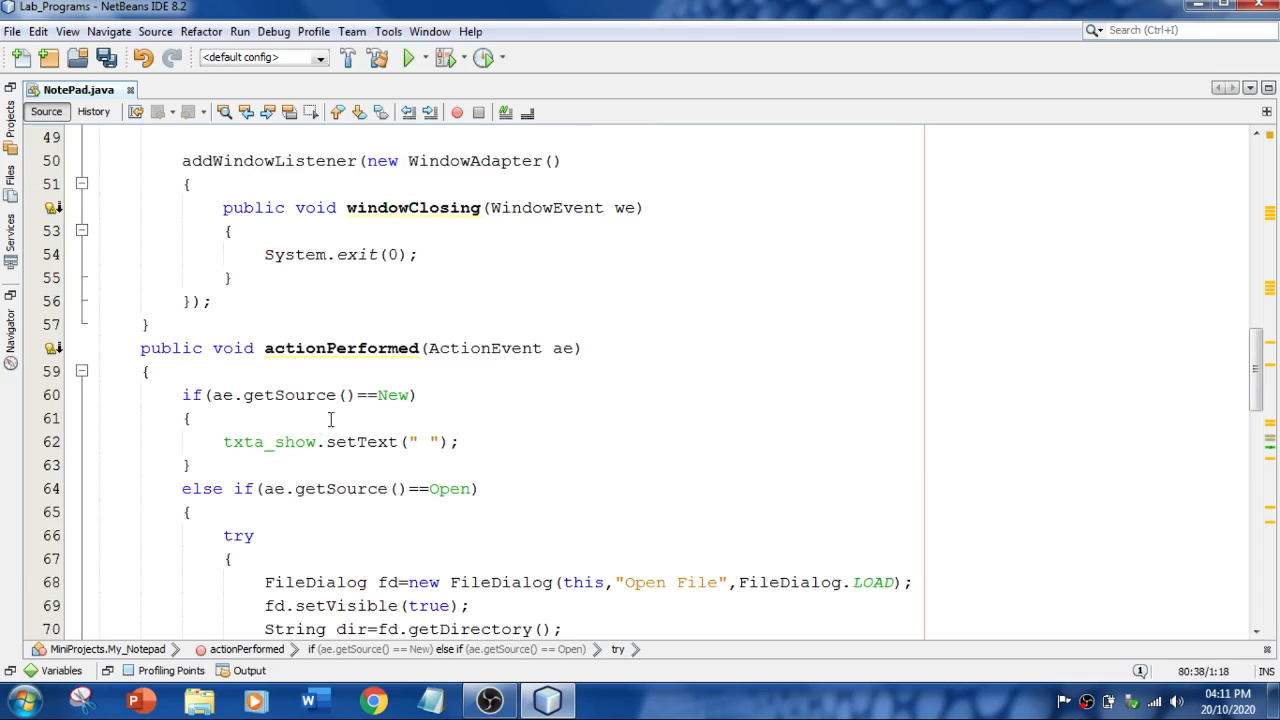 Lab_Programs - NetBeans IDE 8.2
File Edit View Navigate Source Refactor Run Debug Profile Team Tools Window Help
Search (Ctrl+I)
<default config>
NotePad.java
Source History
Projects
Files
Services
Navigator
49
50 addWindowListener(new WindowAdapter()
51 {
public void windowClosing(WindowEvent we)
53 {
54 System.exit(0);
55 }
56 });
57 }
public void actionPerformed(ActionEvent ae)
59 {
60 if(ae.getSource()==New)
61 {
62 txta_show.setText(" ");
63 }
64 else if(ae.getSource()==Open)
65 {
66 try
67 {
68 FileDialog fd=new FileDialog(this,"Open File",FileDialog.LOAD);
69 fd.setVisible(true);
70 String dir=fd.getDirectory();
MiniProjects.My_Notepad actionPerformed if (ae.getSource() == New) else if (ae.getSource() == Open) try
Variables Profiling Points Output
1 80:38/1:18 INS
04:11 PM
20/10/2020